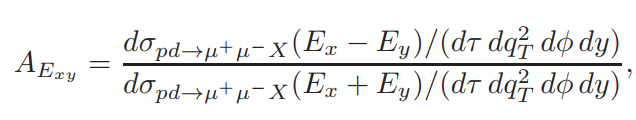 $A_{E_{xy}} = \frac{d\sigma_{pd \to \mu^+ \mu^- X}(E_x - E_y)/(d\tau \, dq_T^2 \, d\phi \, dy)}{d\sigma_{pd \to \mu^+ \mu^- X}(E_x + E_y)/(d\tau \, dq_T^2 \, d\phi \, dy)},$